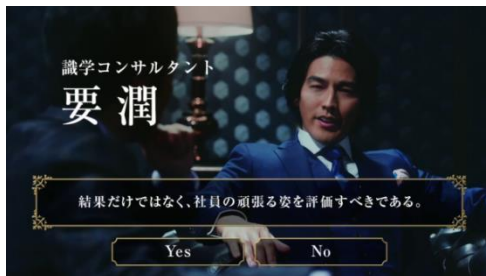 識学コンサルタント
要 潤
結果だけではなく、社員の頑張る姿を評価すべきである。
Yes No